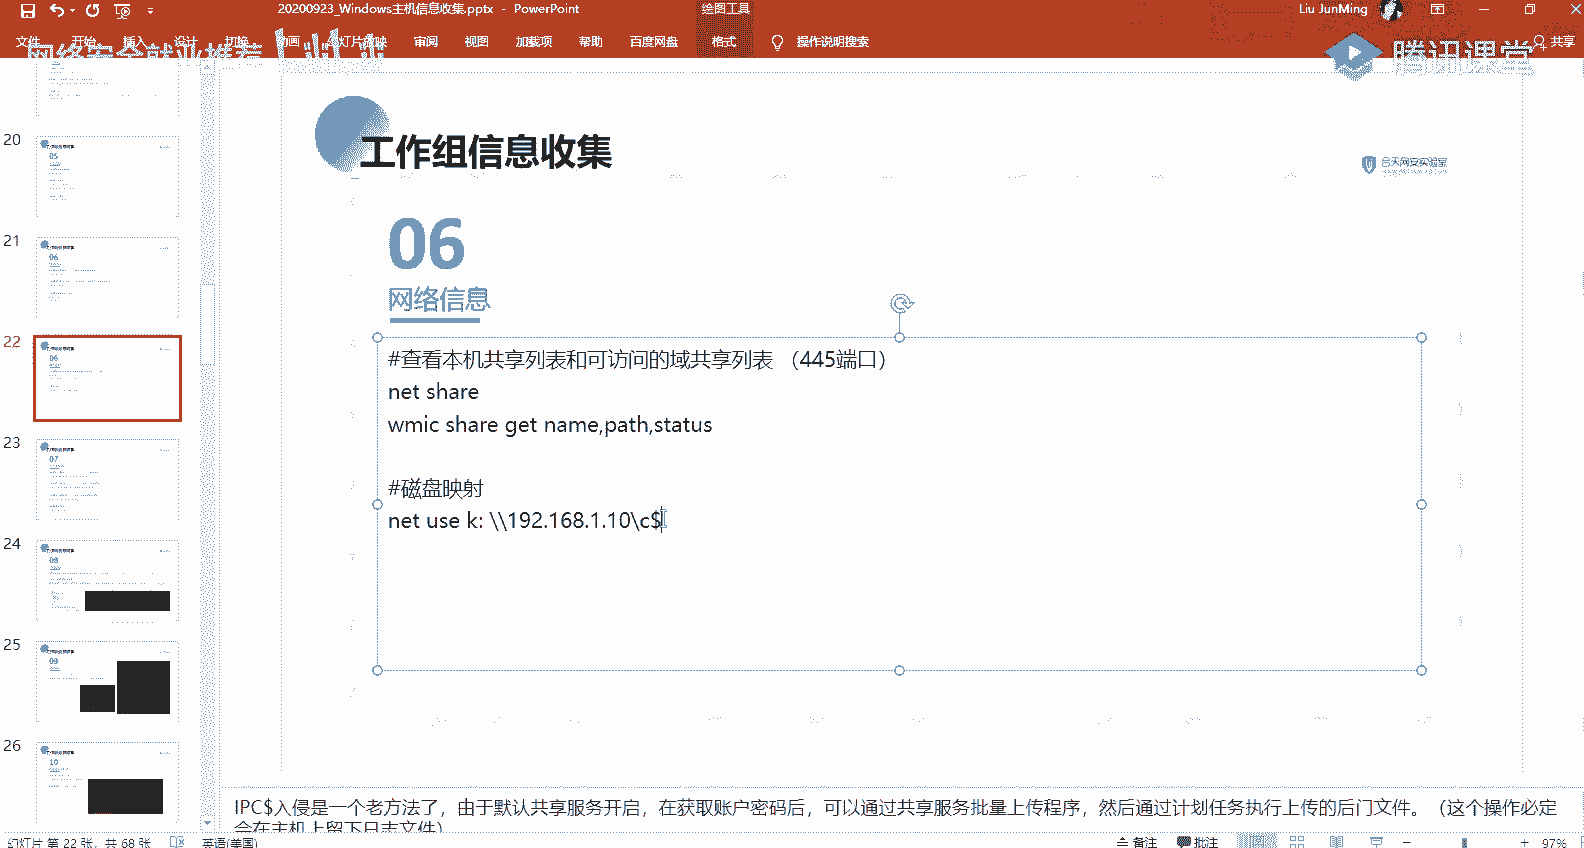 20200923_Windows主机信息收集.pptx - PowerPoint
绘图工具
Liu JunMing
文件 开始 插入 设计 切换 动画 幻灯片放映 审阅 视图 加载项 帮助 百度网盘 格式 操作说明搜索 共享
网络安全就业推荐
腾讯课堂
20
21
22
23
24
25
26
工作组信息收集
合天网安实验室
06
网络信息
#查看本机共享列表和可访问的域共享列表 （445端口）
net share
wmic share get name,path,status
#磁盘映射
net use k: \\192.168.1.10\c$
IPC$入侵是一个老方法了，由于默认共享服务开启，在获取账户密码后，可以通过共享服务批量上传程序，然后通过计划任务执行上传的后门文件。（这个操作必定
会在主机上留下日志文件）
幻灯片 第 22 张，共 68 张 英语(美国) 备注 批注 97%